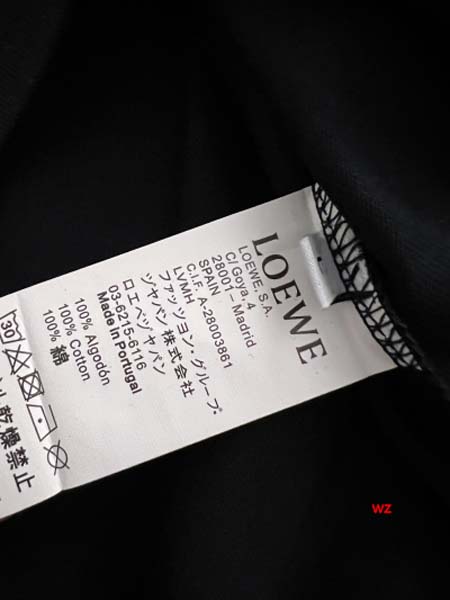 LOEWE
LOEWE, S.A.
C/ Goya, 4
28001 – Madrid
SPAIN
C.I.F. A-28003861
LVMH
ファッション・グループ
ジャパン株式会社
ロエベジャパン
03-6215-6116
Made in Portugal
100% Algodón
100% Cotton
100% 綿
30
乾燥禁止
wz